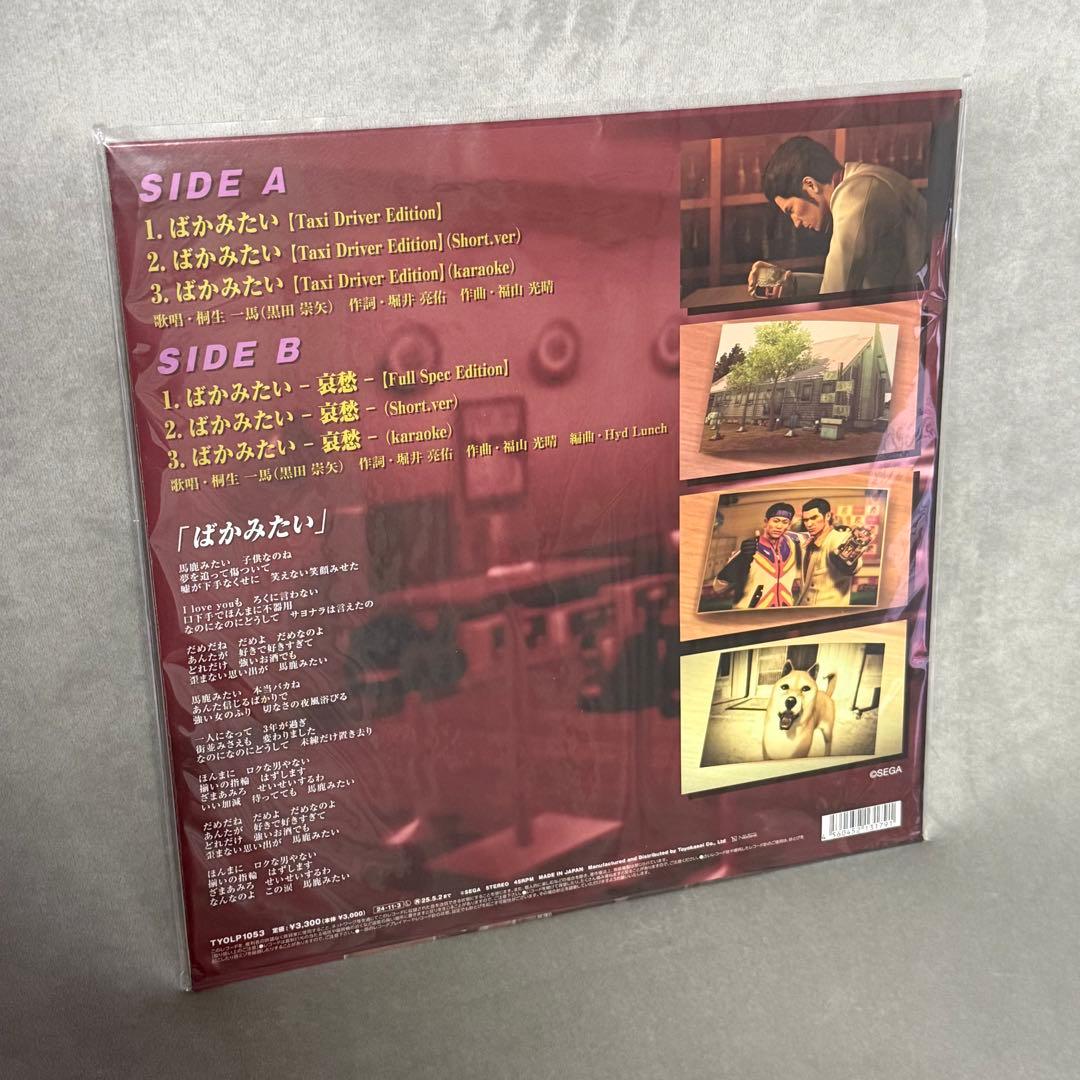 SIDE A
1. ばかみたい【Taxi Driver Edition】
2. ばかみたい【Taxi Driver Edition】(Short.ver)
3. ばかみたい【Taxi Driver Edition】(karaoke)
歌唱・桐生 一馬(黒田 崇矢) 作詞・堀井 亮佑 作曲・福山 光晴
SIDE B
1. ばかみたい – 哀愁 –【Full Spec Edition】
2. ばかみたい – 哀愁 – (Short.ver)
3. ばかみたい – 哀愁 – (karaoke)
歌唱・桐生 一馬(黒田 崇矢) 作詞・堀井 亮佑 作曲・福山 光晴 編曲・Hyd Lunch
「ばかみたい」
馬鹿みたい 子供なのね
夢を追って傷ついて
嘘が下手なくせに 笑えない笑顔みせた
I love youも ろくに言わない
口下手でほんまに不器用
なのになのにどうして サヨナラは言えたの
だめだね だめよ だめなのよ
あんたが 好きで好きすぎて
どれだけ 強いお酒でも
歪まない思い出が 馬鹿みたい
馬鹿みたい 本当バカね
あんた信じるばかりで
強い女のふり 切なさの夜風浴びる
一人になって 3年が過ぎ
街並みさえも 変わりました
なのになのにどうして 未練だけ置き去り
ほんまに ロクな男やない
揃いの指輪 はずします
ざまあみろ せいせいするわ
いい加減 待ってても 馬鹿みたい
だめだね だめよ だめなのよ
あんたが 好きで好きすぎて
どれだけ 強いお酒でも
歪まない思い出が 馬鹿みたい
ほんまに ロクな男やない
揃いの指輪 はずします
ざまあみろ せいせいするわ
なんなのよ この涙 馬鹿みたい
©SEGA
4 560452 131791
TYOLP1053 定価:¥3,300(本体 ¥3,000) 24・11・3 Ⓛ 25.5.2まで ©SEGA STEREO 45RPM MADE IN JAPAN Manufactured and Distributed by Toyokasei Co., Ltd